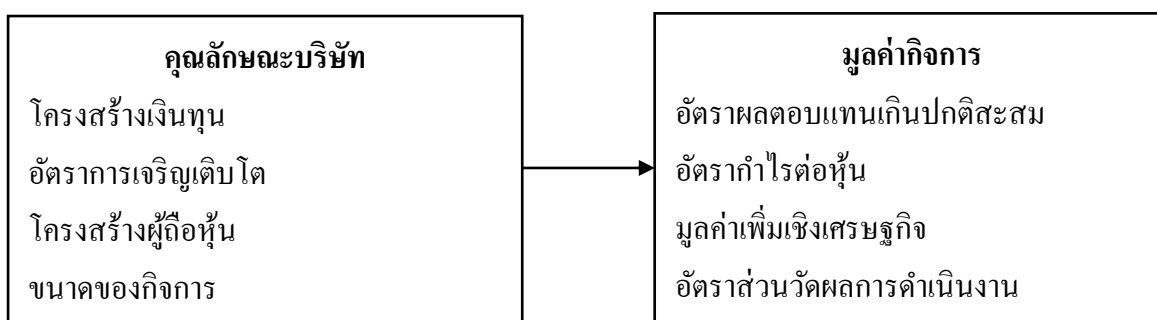 คุณลักษณะบริษัท
โครงสร้างเงินทุน
อัตราการเจริญเติบโต
โครงสร้างผู้ถือหุ้น
ขนาดของกิจการ
มูลค่ากิจการ
อัตราผลตอบแทนเกินปกติสะสม
อัตรากำไรต่อหุ้น
มูลค่าเพิ่มเชิงเศรษฐกิจ
อัตราส่วนวัดผลการดำเนินงาน